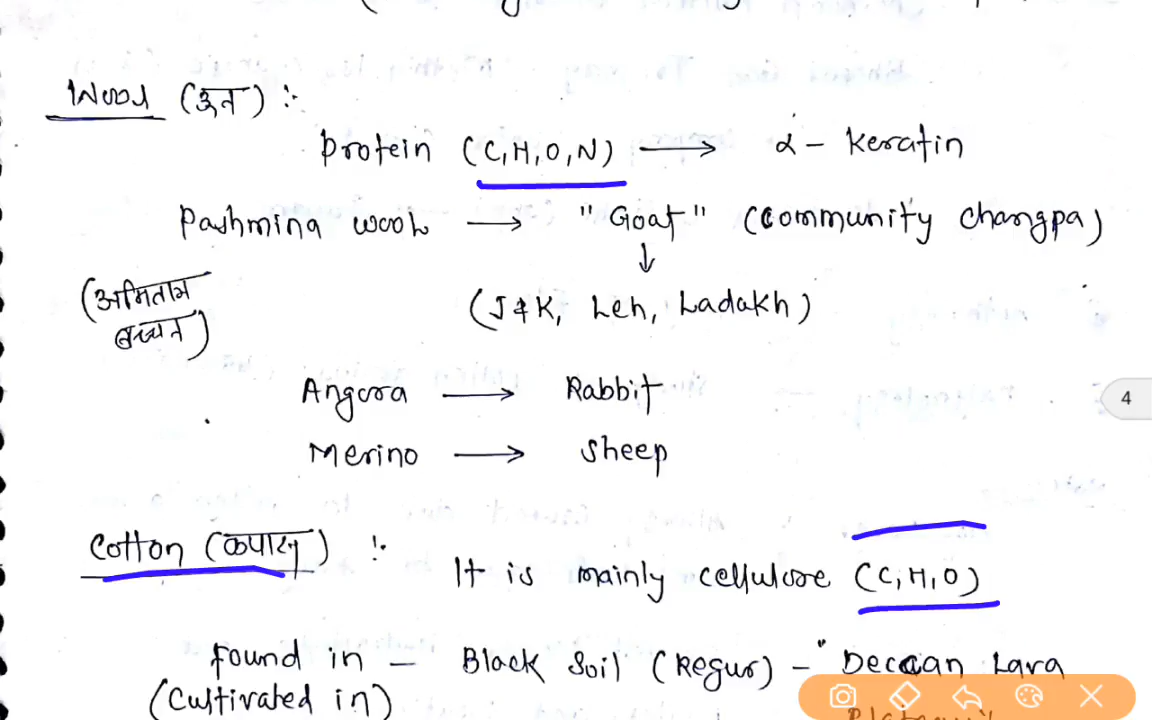 Wool (ऊन) :-
Protein (C, H, O, N) → α - Keratin
Pashmina wool → "Goat" (Community Changpa)
↓
(अमिताभ
बच्चन)
(J & K, Leh, Ladakh)
Angora → Rabbit
Merino → Sheep
4
Cotton (कपास) :-
It is mainly cellulose (C, H, O)
Found in - Black Soil (Regur) - "Deccan Lava
(Cultivated in)